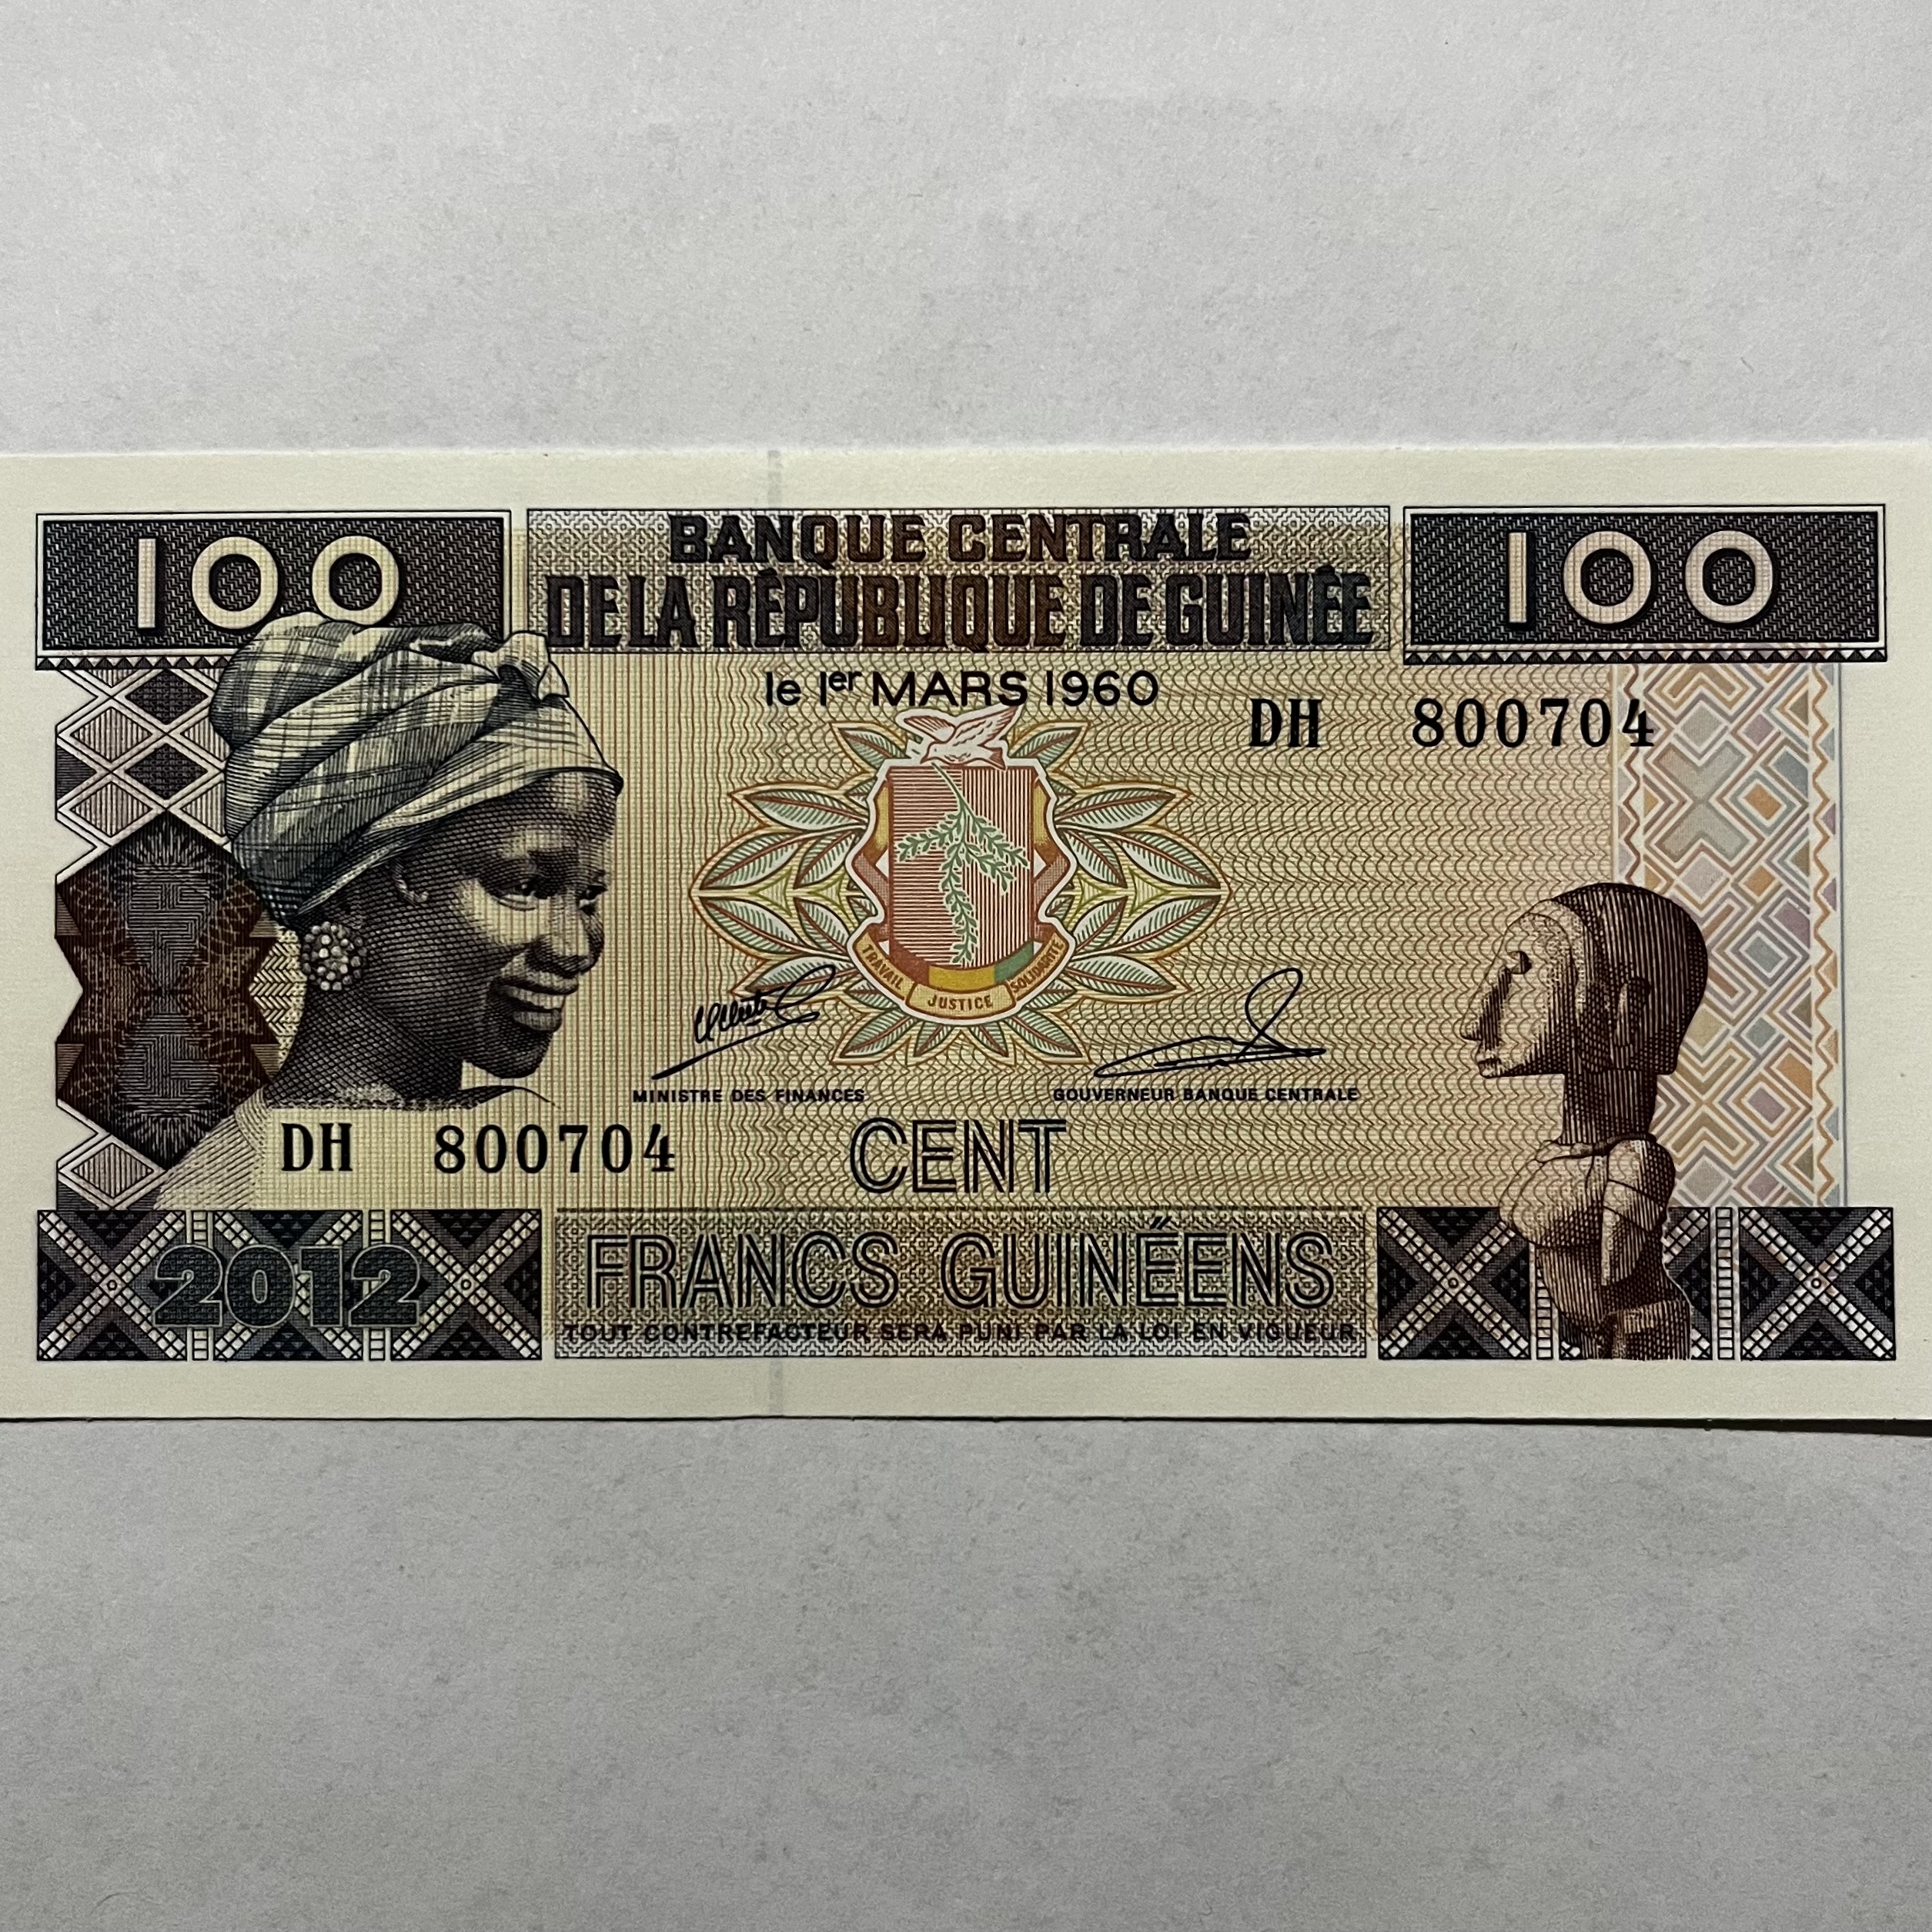 100
BANQUE CENTRALE
DE LA RÉPUBLIQUE DE GUINÉE
100
le 1er MARS 1960
DH 800704
TRAVAIL JUSTICE SOLIDARITÉ
MINISTRE DES FINANCES
GOUVERNEUR BANQUE CENTRALE
DH 800704
CENT
FRANCS GUINÉENS
2012
TOUT CONTREFACTEUR SERA PUNI PAR LA LOI EN VIGUEUR